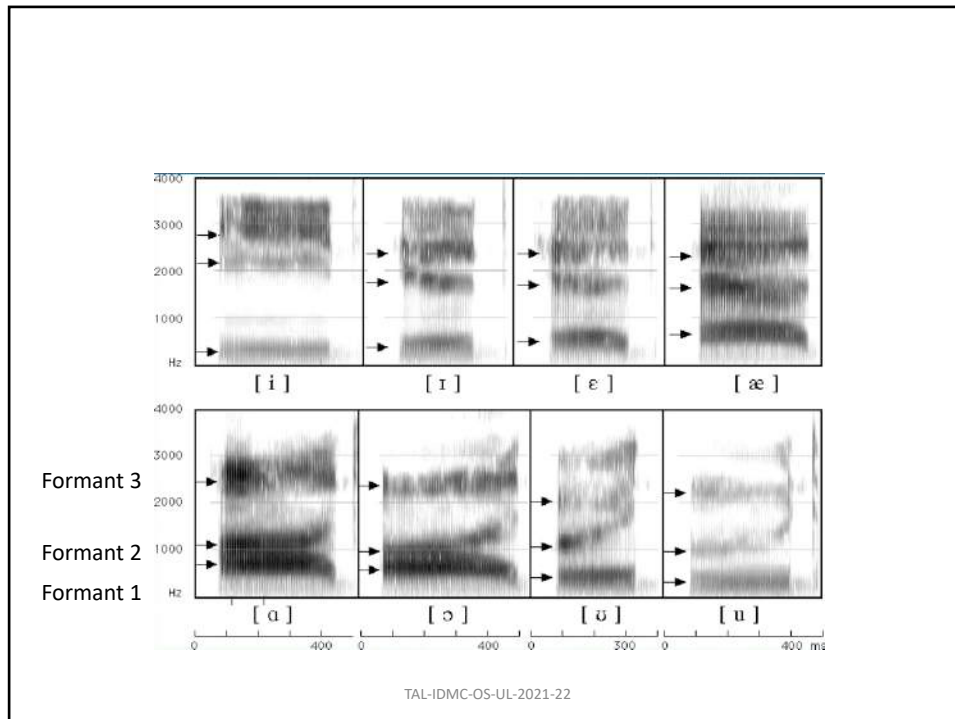 4000
3000
2000
1000
Hz
[ i ] [ ɪ ] [ ɛ ] [ æ ]
4000
3000
2000
1000
Hz
Formant 3
Formant 2
Formant 1
[ ɑ ] [ ɔ ] [ ʊ ] [ u ]
0 400 0 400 0 300 0 400 ms
TAL-IDMC-OS-UL-2021-22